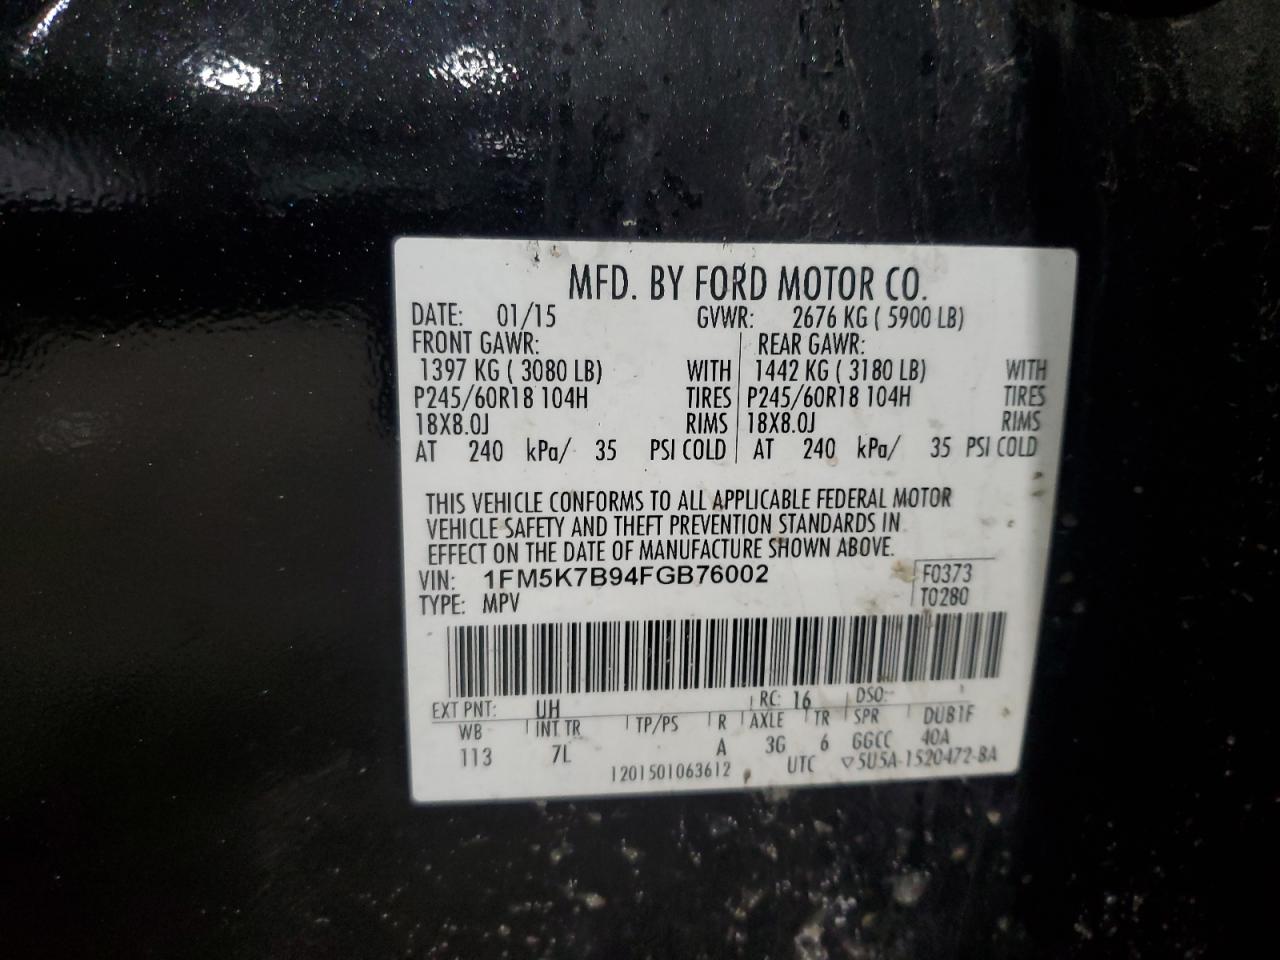 MFD. BY FORD MOTOR CO.
DATE: 01/15 GVWR: 2676 KG ( 5900 LB)
FRONT GAWR: REAR GAWR:
1397 KG ( 3080 LB) WITH 1442 KG ( 3180 LB) WITH
P245/60R18 104H TIRES P245/60R18 104H TIRES
18X8.0J RIMS 18X8.0J RIMS
AT 240 kPa/ 35 PSI COLD AT 240 kPa/ 35 PSI COLD
THIS VEHICLE CONFORMS TO ALL APPLICABLE FEDERAL MOTOR
VEHICLE SAFETY AND THEFT PREVENTION STANDARDS IN
EFFECT ON THE DATE OF MANUFACTURE SHOWN ABOVE.
VIN: 1FM5K7B94FGB76002 F0373
TYPE: MPV T0280
EXT PNT: UH RC: 16 DSO:
WB INT TR TP/PS R AXLE TR SPR DUB1F
113 7L A 3G 6 GGCC 40A
1201501063612 UTC ▽5U5A-1520472-BA